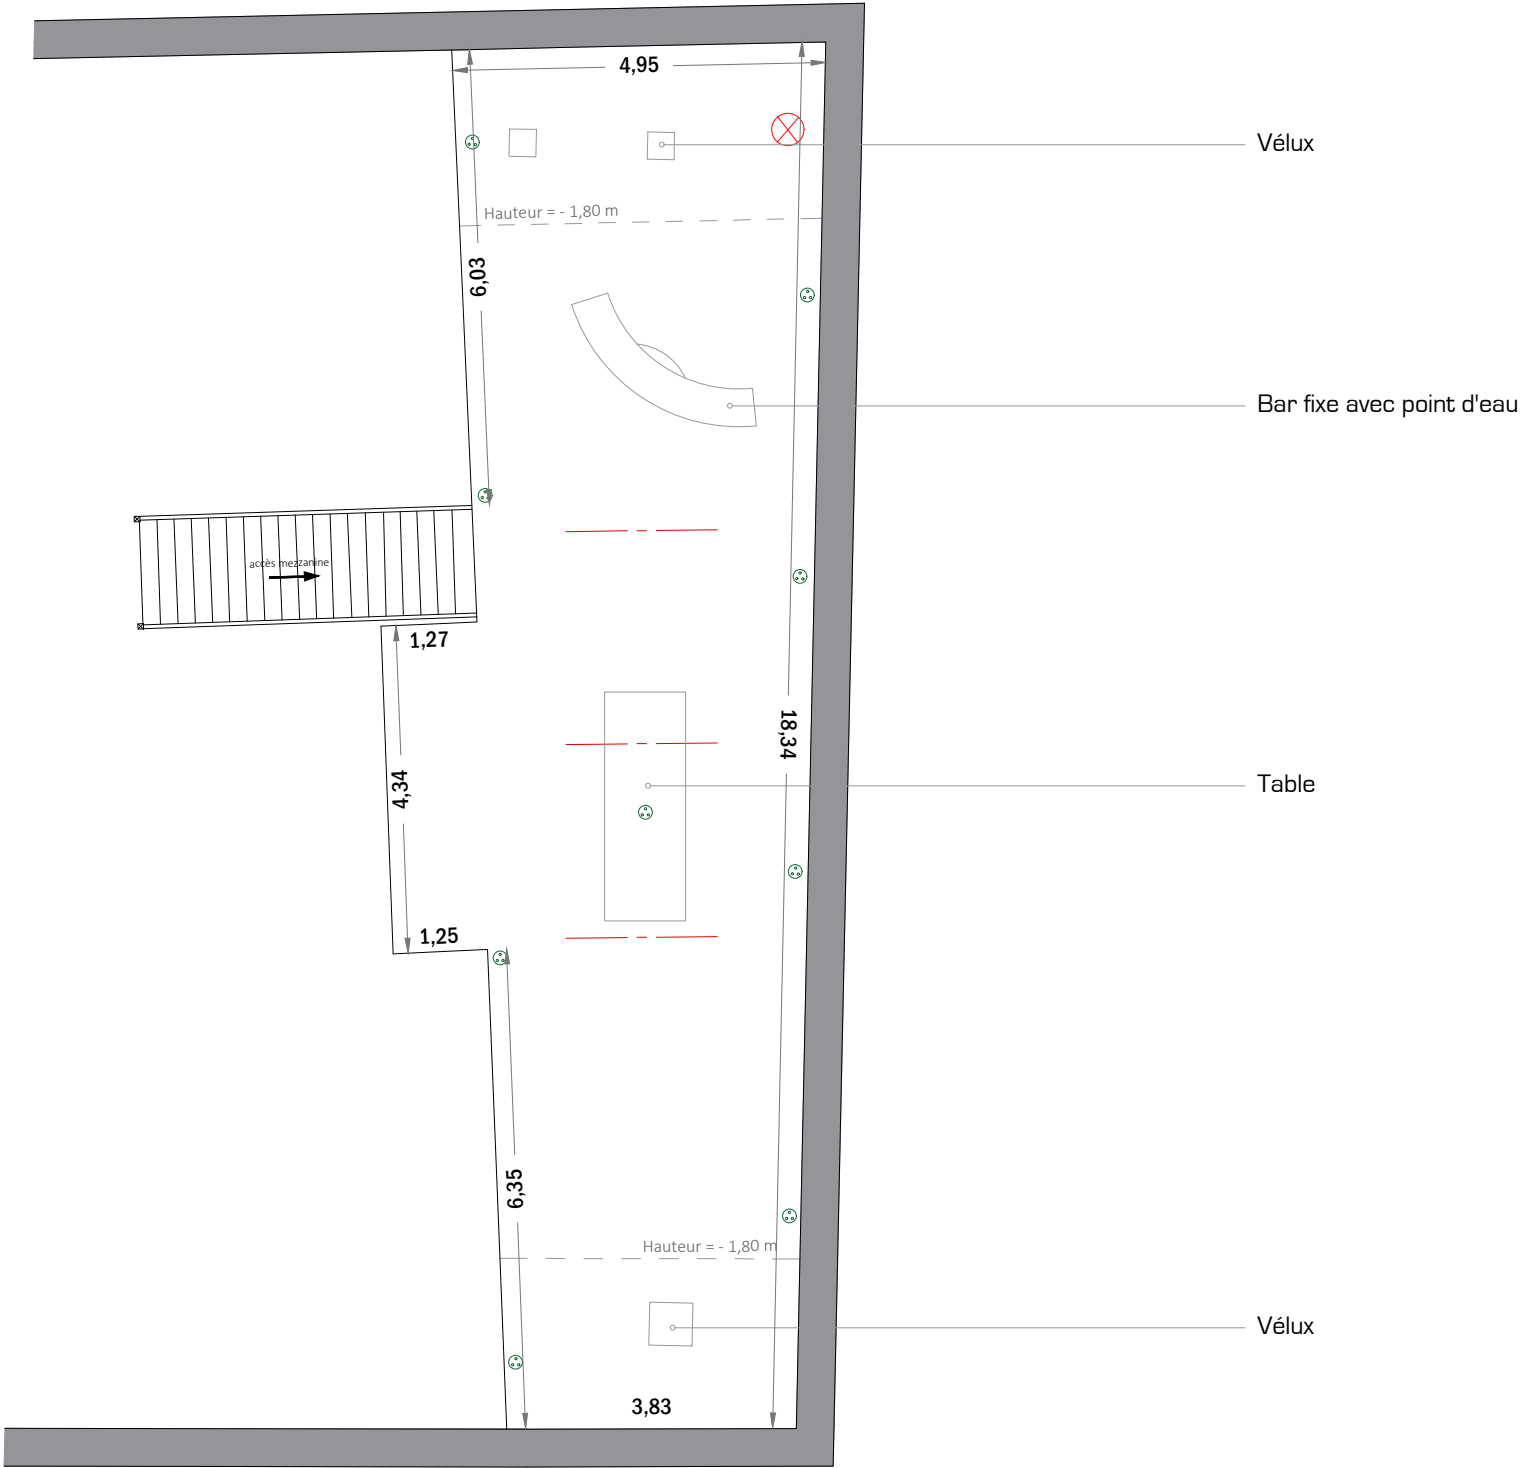 4,95
Vélux
Hauteur = - 1,80 m
6,03
Bar fixe avec point d'eau
accès mezzanine
1,27
18,34
4,34
Table
1,25
6,35
Hauteur = - 1,80 m
Vélux
3,83